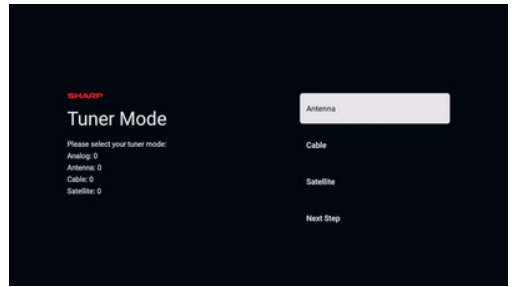 SHARP
Tuner Mode
Please select your tuner mode:
Analog: 0
Antenna: 0
Cable: 0
Satellite: 0
Antenna
Cable
Satellite
Next Step